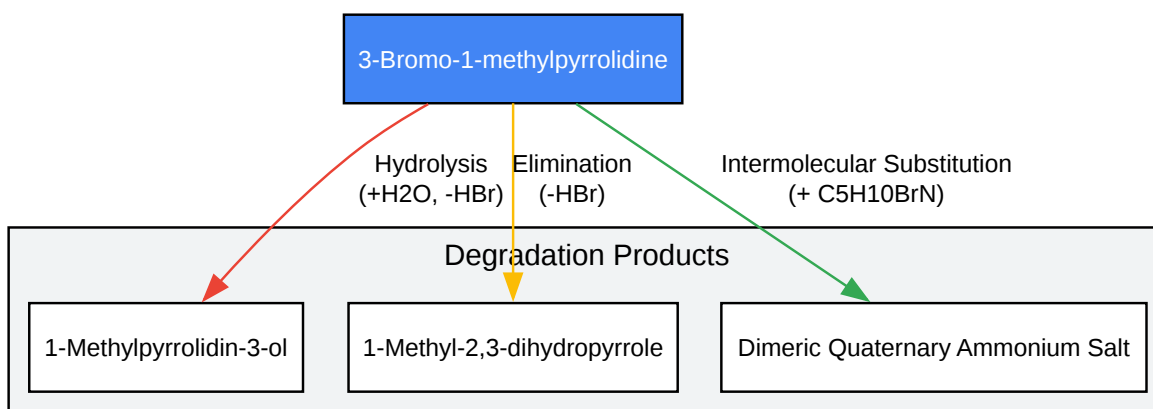 3-Bromo-1-methylpyrrolidine
Hydrolysis
(+H2O, -HBr)
Elimination
(-HBr)
Intermolecular Substitution
(+ C5H10BrN)
Degradation Products
1-Methylpyrrolidin-3-ol
1-Methyl-2,3-dihydropyrrole
Dimeric Quaternary Ammonium Salt